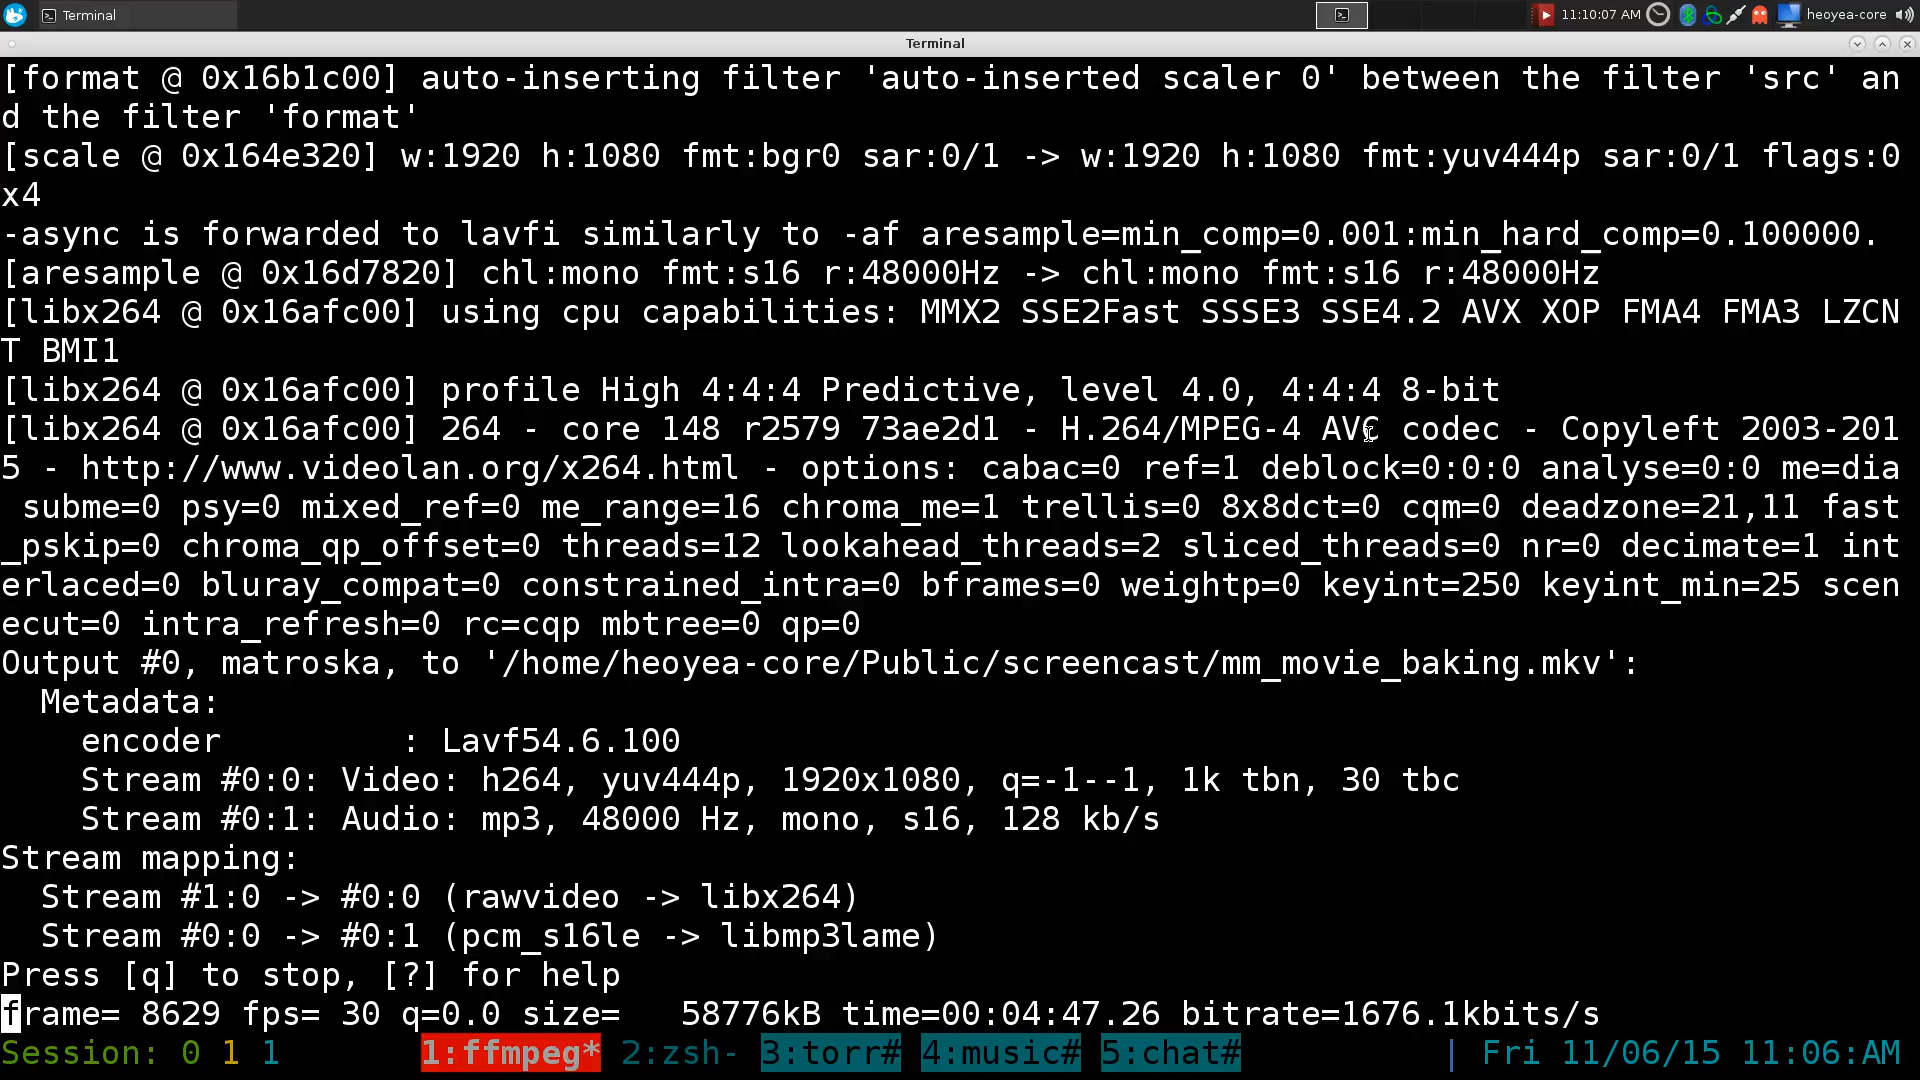 Terminal
11:10:07 AM
heoyea-core
Terminal
[format @ 0x16b1c00] auto-inserting filter 'auto-inserted scaler 0' between the filter 'src' an
d the filter 'format'
[scale @ 0x164e320] w:1920 h:1080 fmt:bgr0 sar:0/1 -> w:1920 h:1080 fmt:yuv444p sar:0/1 flags:0
x4
-async is forwarded to lavfi similarly to -af aresample=min_comp=0.001:min_hard_comp=0.100000.
[aresample @ 0x16d7820] chl:mono fmt:s16 r:48000Hz -> chl:mono fmt:s16 r:48000Hz
[libx264 @ 0x16afc00] using cpu capabilities: MMX2 SSE2Fast SSSE3 SSE4.2 AVX XOP FMA4 FMA3 LZCN
T BMI1
[libx264 @ 0x16afc00] profile High 4:4:4 Predictive, level 4.0, 4:4:4 8-bit
[libx264 @ 0x16afc00] 264 - core 148 r2579 73ae2d1 - H.264/MPEG-4 AVC codec - Copyleft 2003-201
5 - http://www.videolan.org/x264.html - options: cabac=0 ref=1 deblock=0:0:0 analyse=0:0 me=dia
 subme=0 psy=0 mixed_ref=0 me_range=16 chroma_me=1 trellis=0 8x8dct=0 cqm=0 deadzone=21,11 fast
_pskip=0 chroma_qp_offset=0 threads=12 lookahead_threads=2 sliced_threads=0 nr=0 decimate=1 int
erlaced=0 bluray_compat=0 constrained_intra=0 bframes=0 weightp=0 keyint=250 keyint_min=25 scen
ecut=0 intra_refresh=0 rc=cqp mbtree=0 qp=0
Output #0, matroska, to '/home/heoyea-core/Public/screencast/mm_movie_baking.mkv':
  Metadata:
    encoder         : Lavf54.6.100
    Stream #0:0: Video: h264, yuv444p, 1920x1080, q=-1--1, 1k tbn, 30 tbc
    Stream #0:1: Audio: mp3, 48000 Hz, mono, s16, 128 kb/s
Stream mapping:
  Stream #1:0 -> #0:0 (rawvideo -> libx264)
  Stream #0:0 -> #0:1 (pcm_s16le -> libmp3lame)
Press [q] to stop, [?] for help
frame= 8629 fps= 30 q=0.0 size=   58776kB time=00:04:47.26 bitrate=1676.1kbits/s
Session: 0 1 1       1:ffmpeg* 2:zsh- 3:torr# 4:music# 5:chat#          | Fri 11/06/15 11:06:AM